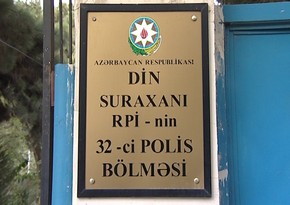 AZƏRBAYCAN RESPUBLİKASI
DİN
SURAXANI
RPİ - nin
32 -ci POLİS
BÖLMƏSİ